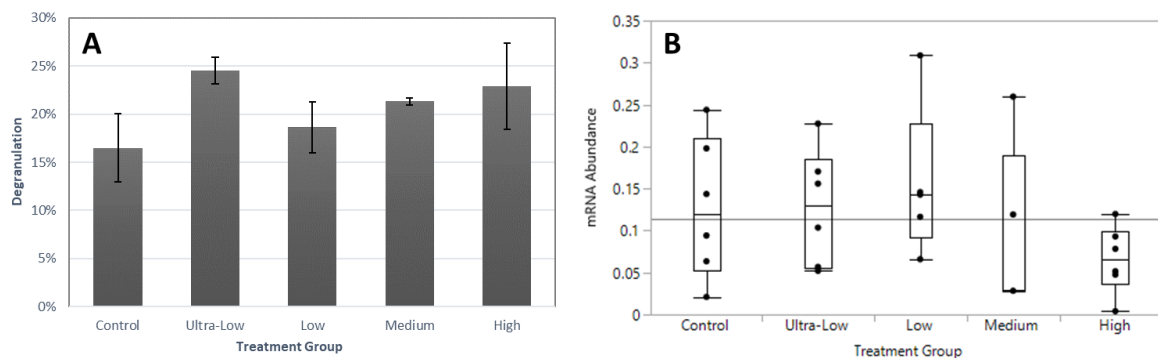 A
30%
25%
20%
15%
10%
5%
0%
Degranulation
Control Ultra-Low Low Medium High
Treatment Group
B
0.35
0.3
0.25
0.2
0.15
0.1
0.05
0
mRNA Abundance
Control Ultra-Low Low Medium High
Treatment Group